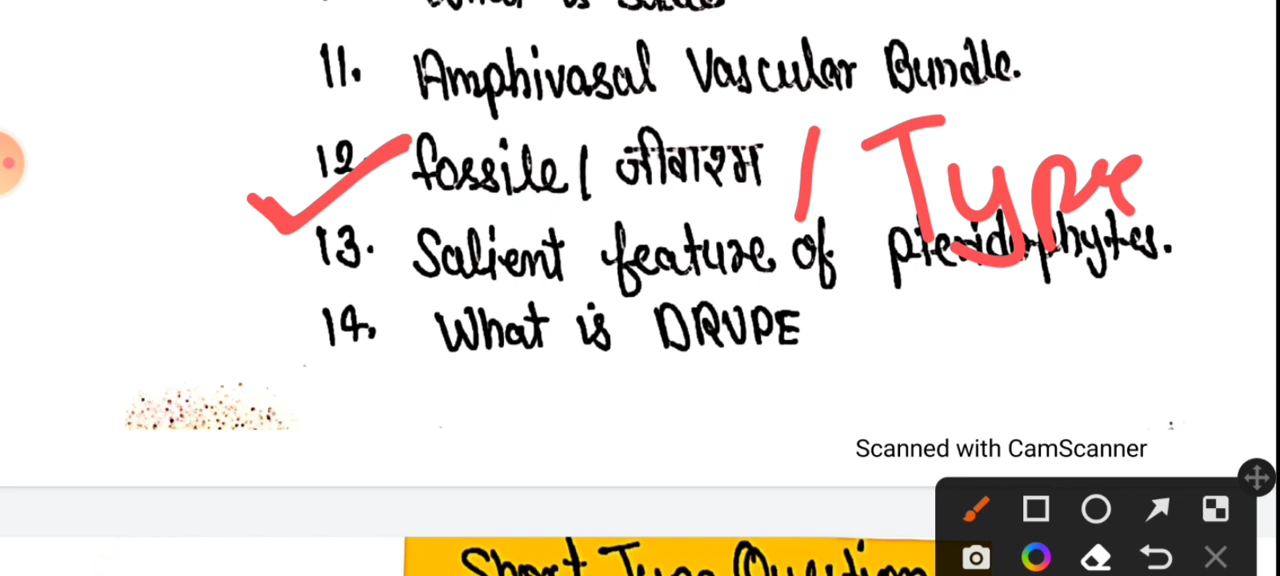 11. Amphivasal Vascular Bundle.
12 fossile / जीवाश्म / Type
13. Salient feature of pteridophytes.
14. What is DRUPE
Scanned with CamScanner
Short Type Question